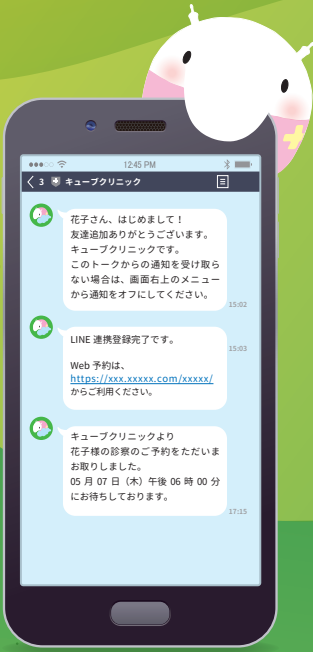 12:45 PM
3 キューブクリニック
花子さん、はじめまして！
友達追加ありがとうございます。
キューブクリニックです。
このトークからの通知を受け取ら
ない場合は、画面右上のメニュー
から通知をオフにしてください。
15:02
LINE 連携登録完了です。
15:03
Web 予約は、
https://xxx.xxxxx.com/xxxxx/
からご利用ください。
キューブクリニックより
花子様の診察のご予約をただいま
お取りしました。
05 月 07 日（木）午後 06 時 00 分
にお待ちしております。
17:15